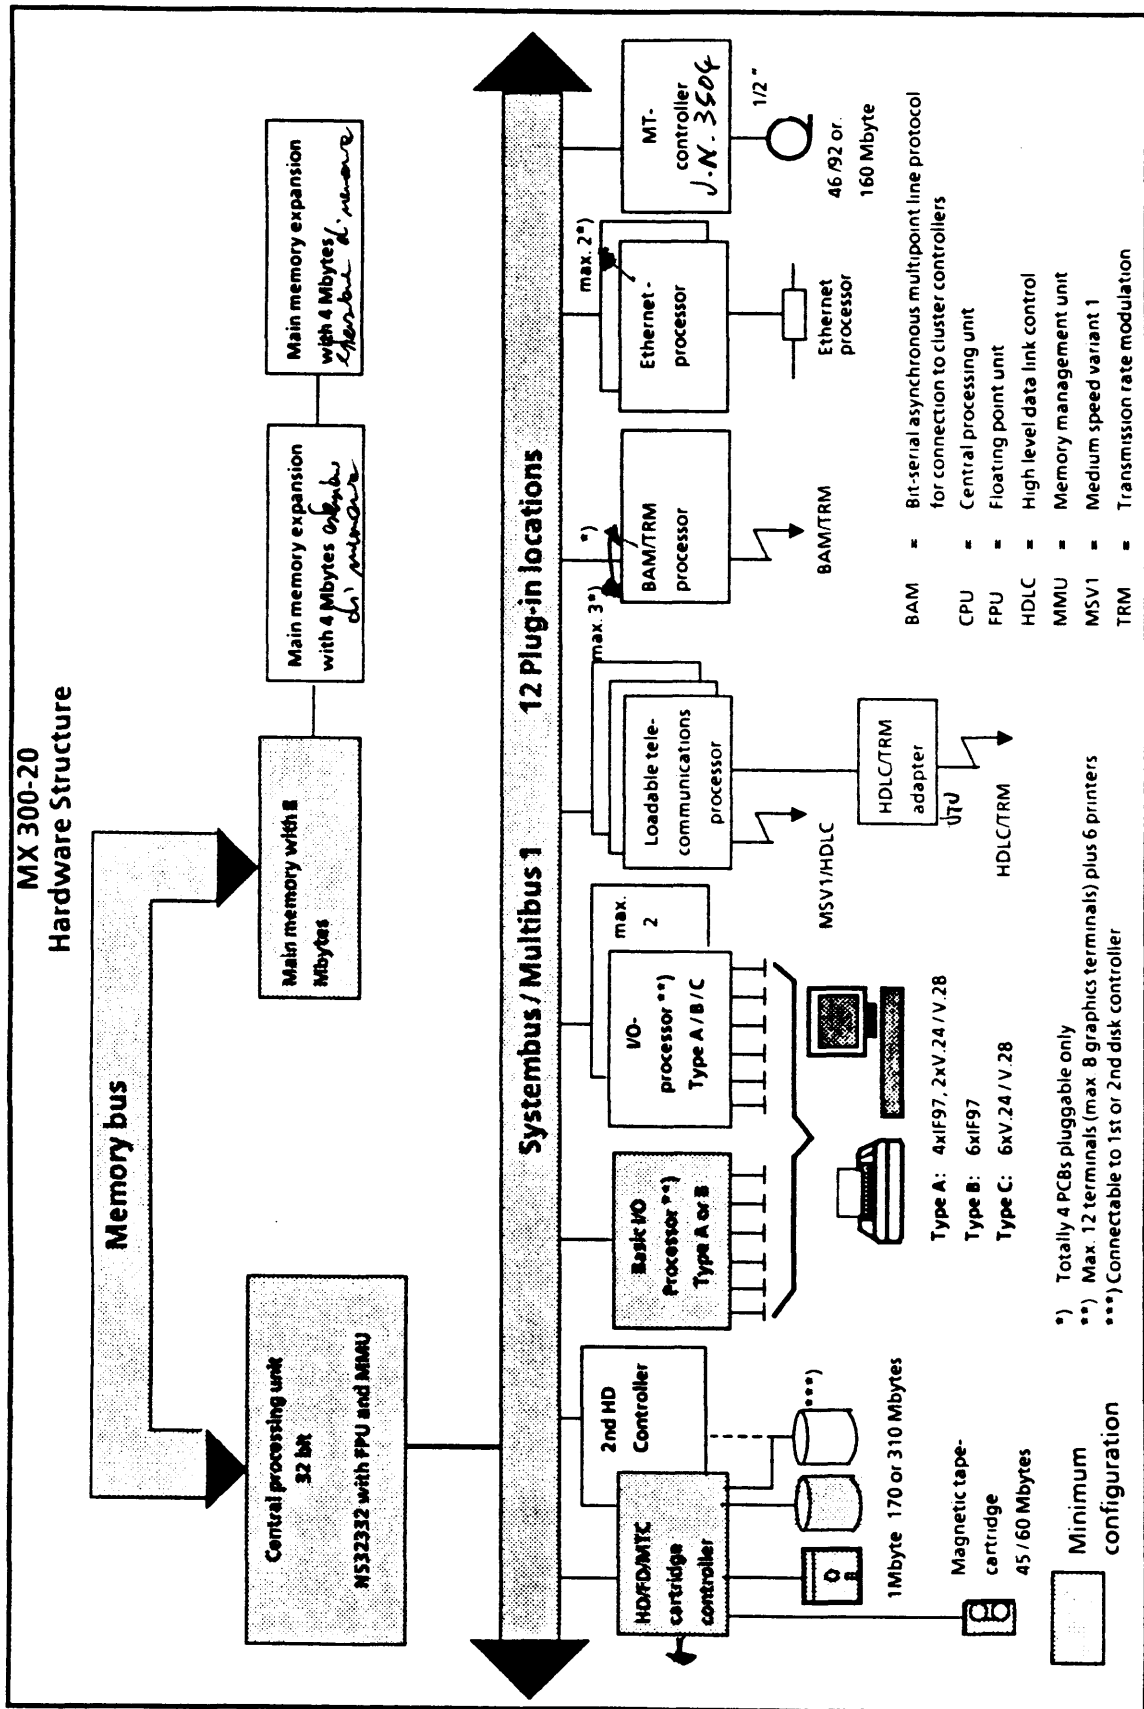 MX 300-20
Hardware Structure
Memory bus
Central processing unit
32 bit
NS32332 with FPU and MMU
Main memory with 8
Mbytes
Main memory expansion
with 4 Mbytes
di memora
Main memory expansion
with 4 Mbytes
di memora
Systembus / Multibus 1
12 Plug-in locations
HD/FD/MTC
cartridge
controller
2nd HD
Controller
***)
1Mbyte
170 or 310 Mbytes
Magnetic tape-
cartridge
45 / 60 Mbytes
Basic I/O
Processor **)
Type A or B
I/O-
processor **)
Type A / B / C
max.
2
Type A: 4xIF97, 2xV.24 / V.28
Type B: 6xIF97
Type C: 6xV.24 / V.28
max. 3*)
Loadable tele-
communications
processor
MSV1/HDLC
HDLC/TRM
adapter
HDLC/TRM
*)
BAM/TRM
processor
BAM/TRM
max. 2*)
Ethernet-
processor
Ethernet
processor
MT-
controller
J.N. 3504
1/2"
46 /92 or.
160 Mbyte
Minimum
configuration
*) Totally 4 PCBs pluggable only
**) Max. 12 terminals (max 8 graphics terminals) plus 6 printers
***) Connectable to 1st or 2nd disk controller
BAM = Bit-serial asynchronous multipoint line protocol
for connection to cluster controllers
CPU = Central processing unit
FPU = Floating point unit
HDLC = High level data link control
MMU = Memory management unit
MSV1 = Medium speed variant 1
TRM = Transmission rate modulation